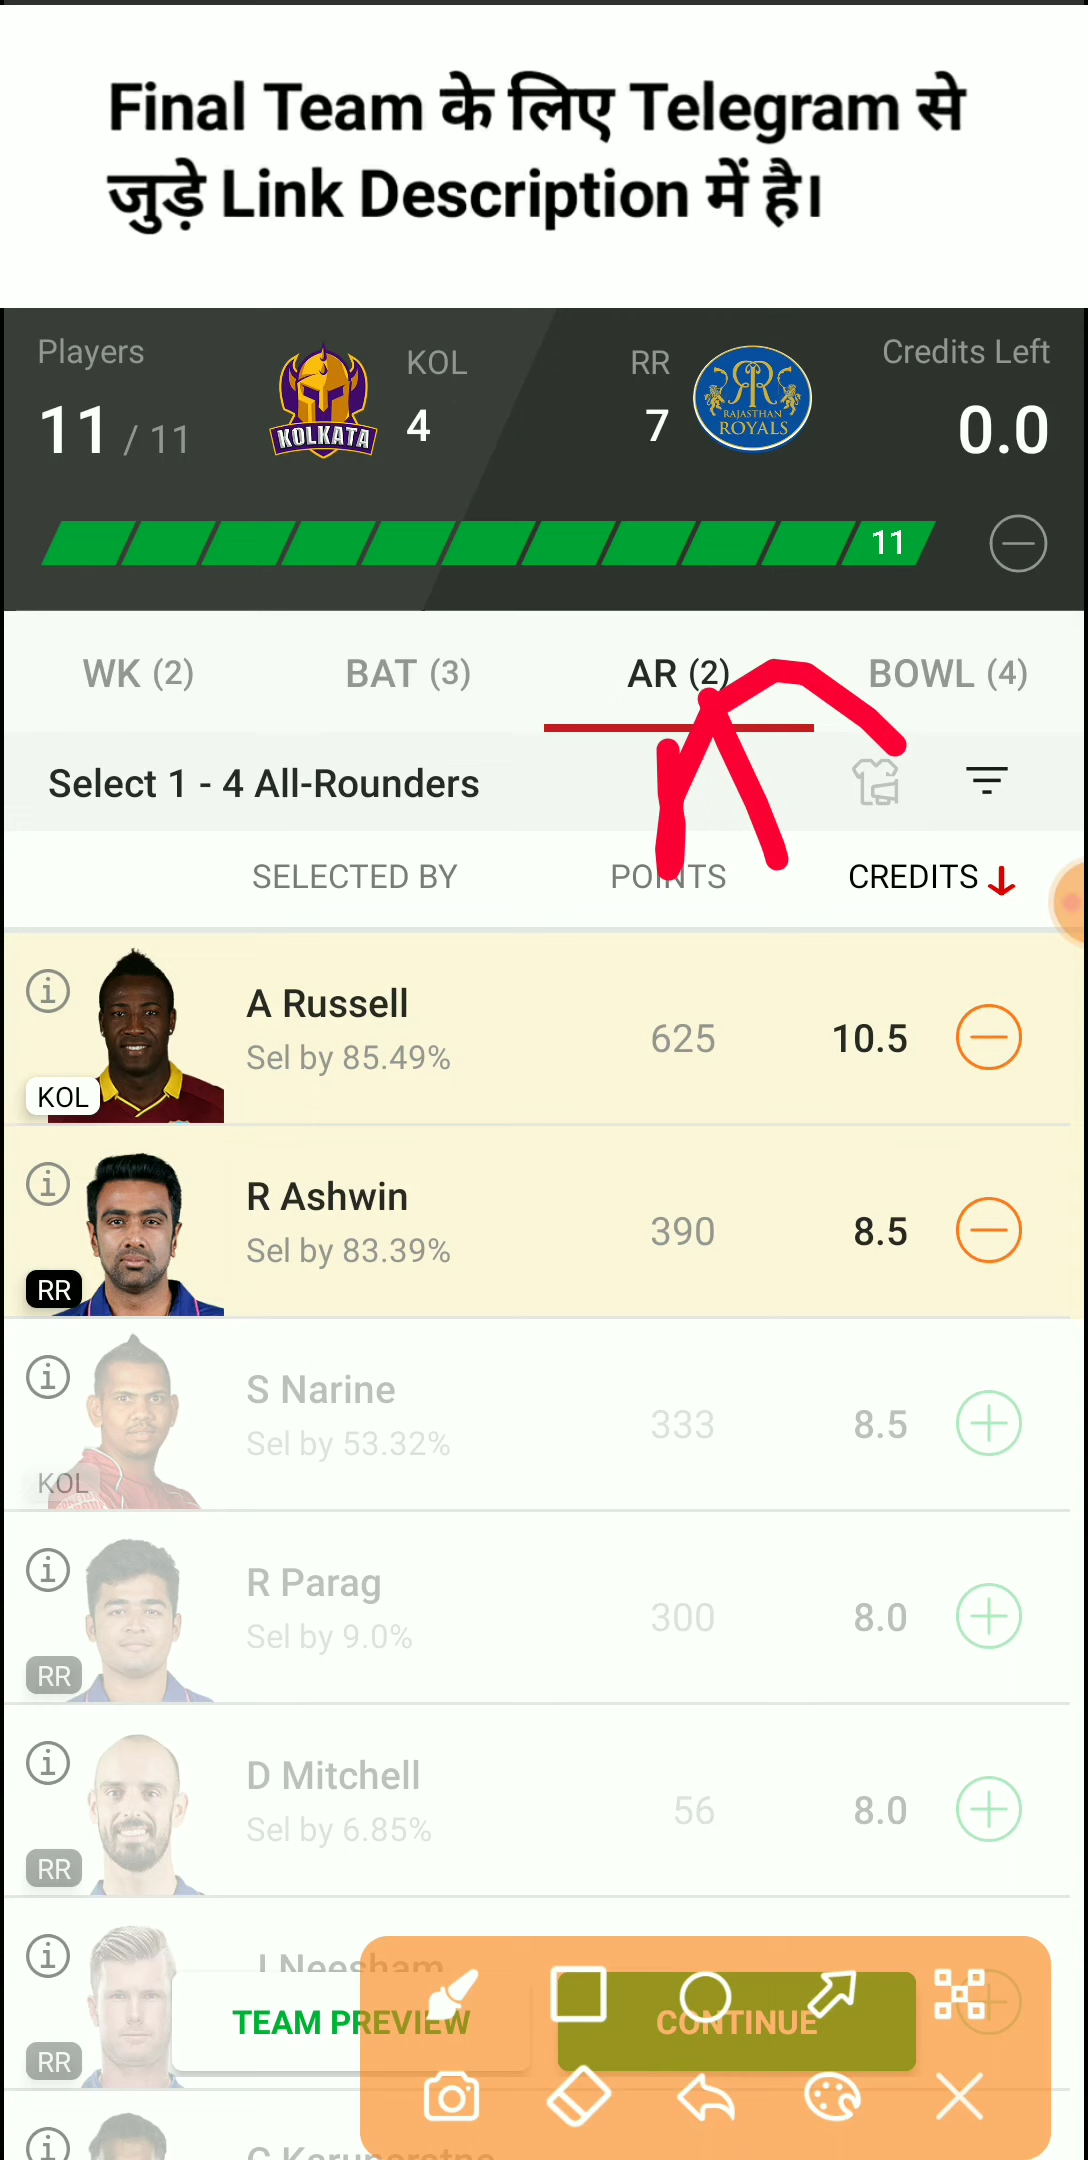 Final Team के लिए Telegram से
जुड़े Link Description में है।
Players
KOL
RR
Credits Left
11 / 11
4
7
0.0
KOLKATA
RAJASTHAN
ROYALS
11
WK (2)
BAT (3)
AR (2)
BOWL (4)
Select 1 - 4 All-Rounders
SELECTED BY
POINTS
CREDITS
A Russell
Sel by 85.49%
625
10.5
KOL
R Ashwin
Sel by 83.39%
390
8.5
RR
S Narine
Sel by 53.32%
333
8.5
KOL
R Parag
Sel by 9.0%
300
8.0
RR
D Mitchell
Sel by 6.85%
56
8.0
RR
J Neesham
TEAM PREVIEW
CONTINUE
RR
C Karunaratne